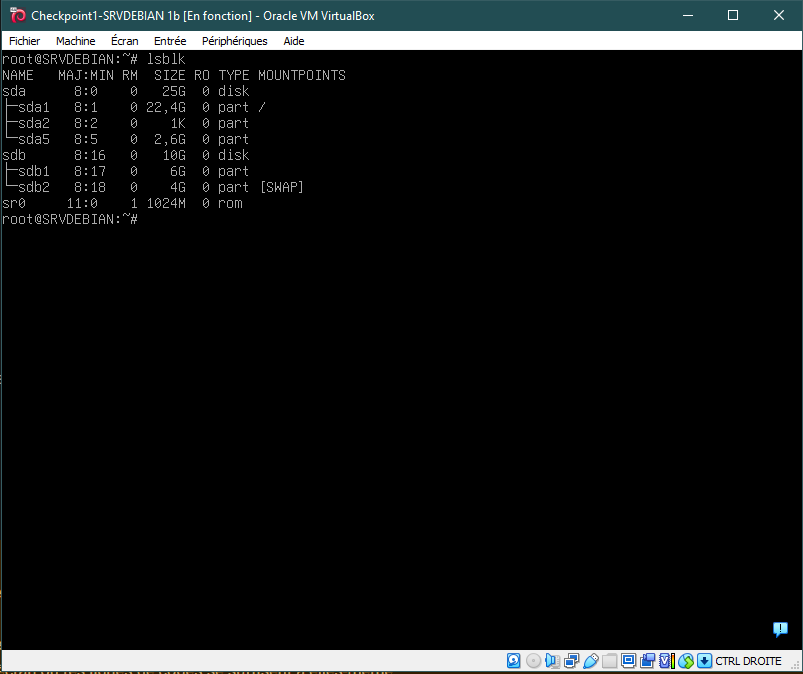 Checkpoint1-SRVDEBIAN 1b [En fonction] - Oracle VM VirtualBox
Fichier Machine Écran Entrée Périphériques Aide
root@SRVDEBIAN:~# lsblk
NAME   MAJ:MIN RM  SIZE RO TYPE MOUNTPOINTS
sda      8:0    0   25G  0 disk
├─sda1   8:1    0 22,4G  0 part /
├─sda2   8:2    0    1K  0 part
└─sda5   8:5    0  2,6G  0 part
sdb      8:16   0   10G  0 disk
├─sdb1   8:17   0    6G  0 part
└─sdb2   8:18   0    4G  0 part [SWAP]
sr0     11:0    1 1024M  0 rom
root@SRVDEBIAN:~#
CTRL DROITE